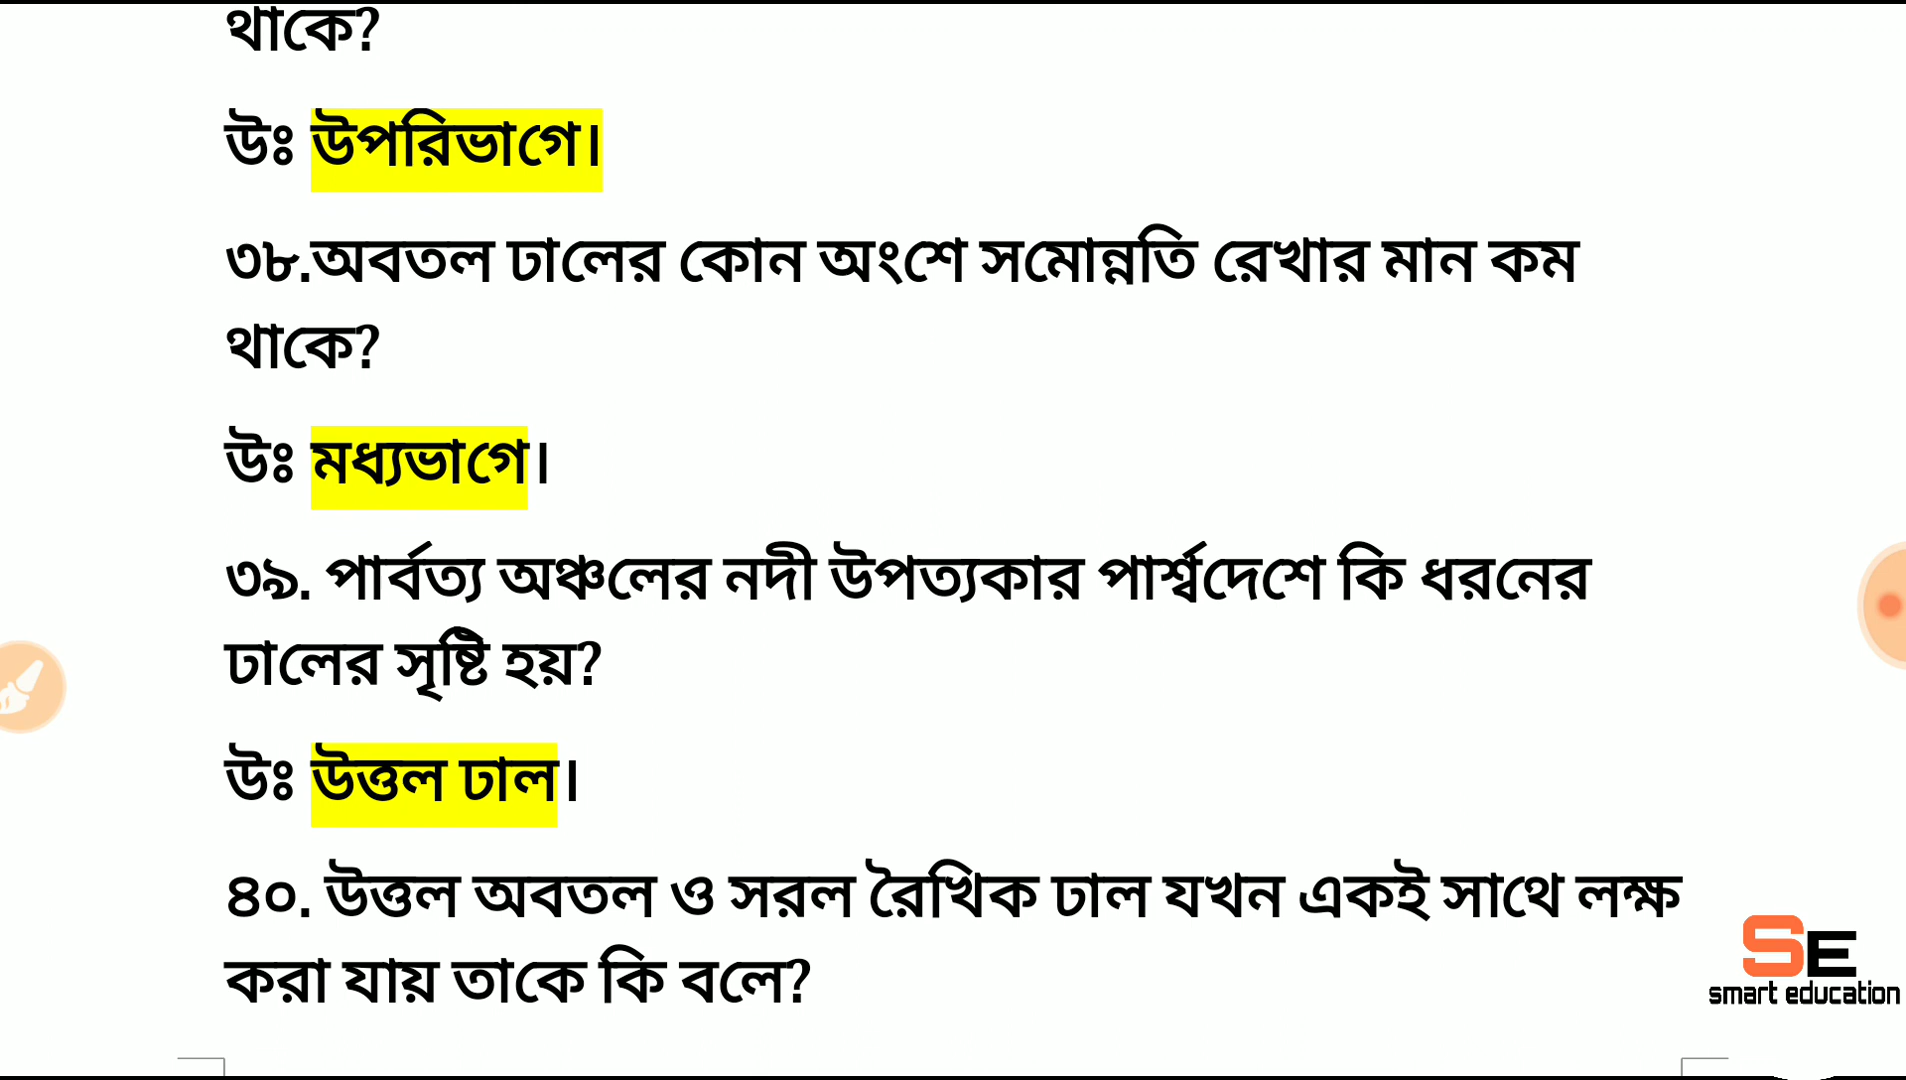 থাকে?
উঃ উপরিভাগে।
৩৮.অবতল ঢালের কোন অংশে সমোন্নতি রেখার মান কম
থাকে?
উঃ মধ্যভাগে।
৩৯. পার্বত্য অঞ্চলের নদী উপত্যকার পার্শ্বদেশে কি ধরনের
ঢালের সৃষ্টি হয়?
উঃ উত্তল ঢাল।
৪০. উত্তল অবতল ও সরল রৈখিক ঢাল যখন একই সাথে লক্ষ
করা যায় তাকে কি বলে?
SE
smart education